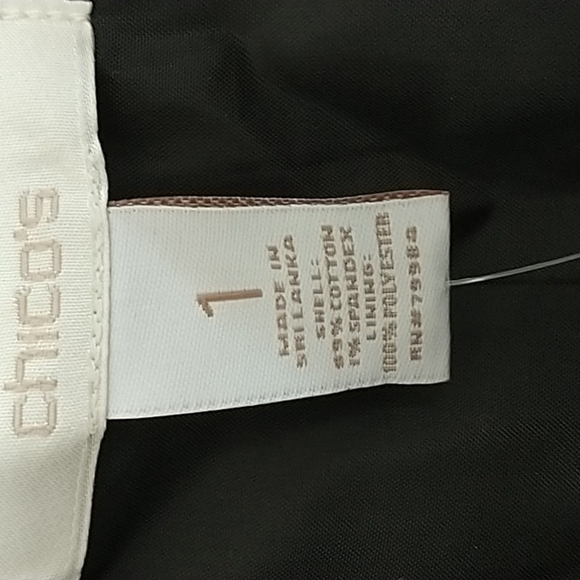 chico's
1
MADE IN
SRI LANKA
SHELL:
99% COTTON
1% SPANDEX
LINING:
100% POLYESTER
RN#79984